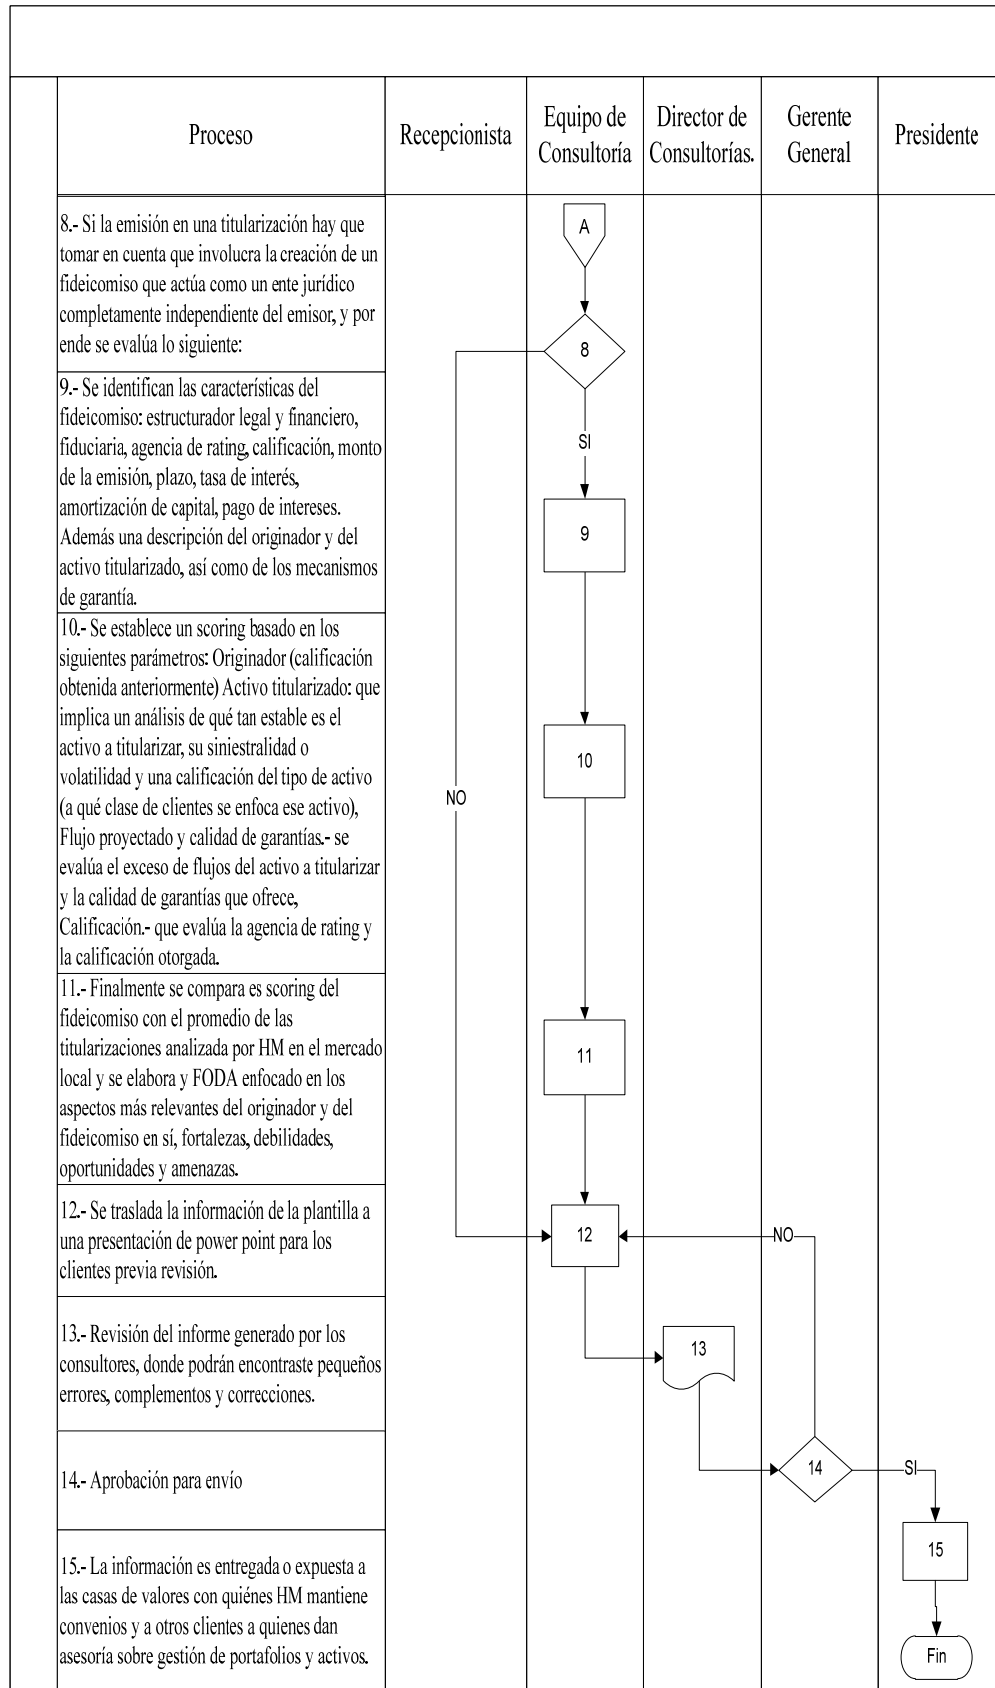 Proceso
Recepcionista
Equipo de
Consultoría
Director de
Consultorías.
Gerente
General
Presidente
8.- Si la emisión en una titularización hay que
tomar en cuenta que involucra la creación de un
fideicomiso que actúa como un ente jurídico
completamente independiente del emisor, y por
ende se evalúa lo siguiente:
9.- Se identifican las características del
fideicomiso: estructurador legal y financiero,
fiduciaria, agencia de rating, calificación, monto
de la emisión, plazo, tasa de interés,
amortización de capital, pago de intereses.
Además una descripción del originador y del
activo titularizado, así como de los mecanismos
de garantía.
10.- Se establece un scoring basado en los
siguientes parámetros: Originador (calificación
obtenida anteriormente) Activo titularizado: que
implica un análisis de qué tan estable es el
activo a titularizar, su siniestralidad o
volatilidad y una calificación del tipo de activo
(a qué clase de clientes se enfoca ese activo),
Flujo proyectado y calidad de garantías.- se
evalúa el exceso de flujos del activo a titularizar
y la calidad de garantías que ofrece,
Calificación.- que evalúa la agencia de rating y
la calificación otorgada.
11.- Finalmente se compara es scoring del
fideicomiso con el promedio de las
titularizaciones analizada por HM en el mercado
local y se elabora y FODA enfocado en los
aspectos más relevantes del originador y del
fideicomiso en sí, fortalezas, debilidades,
oportunidades y amenazas.
12.- Se traslada la información de la plantilla a
una presentación de power point para los
clientes previa revisión.
13.- Revisión del informe generado por los
consultores, donde podrán encontraste pequeños
errores, complementos y correcciones.
14.- Aprobación para envío
15.- La información es entregada o expuesta a
las casas de valores con quiénes HM mantiene
convenios y a otros clientes a quienes dan
asesoría sobre gestión de portafolios y activos.
A
8
SI
9
10
NO
11
12
NO
13
14
SI
15
Fin